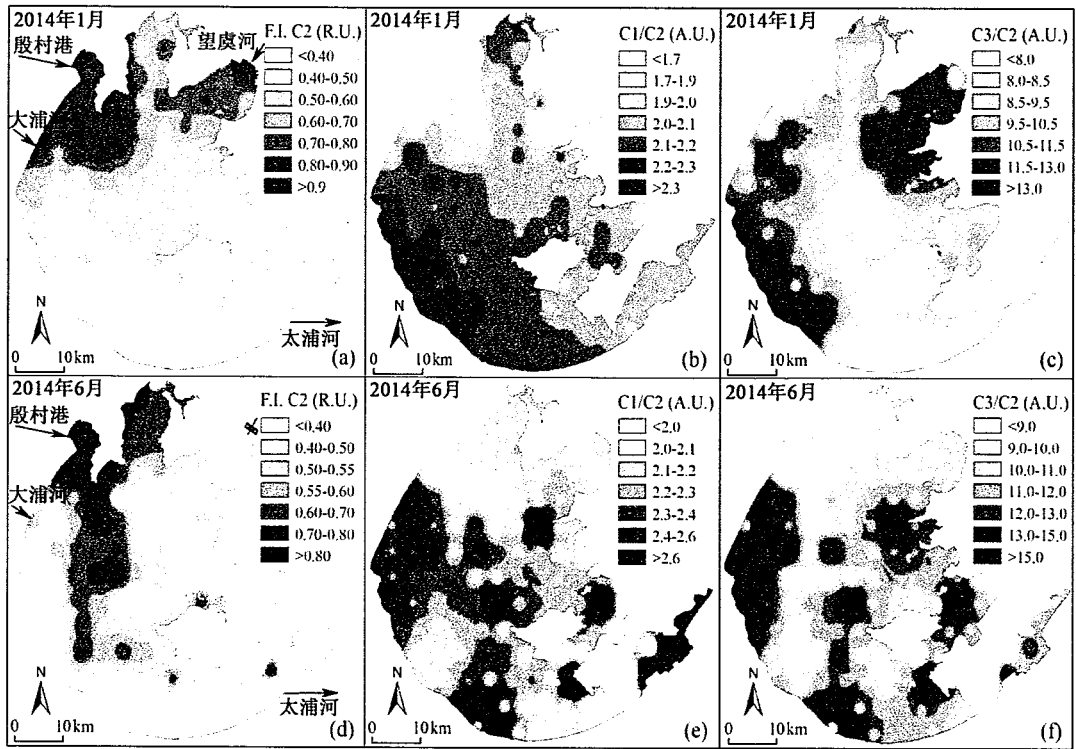 2014年1月
殷村港
望虞河
大浦河
F.I. C2 (R.U.)
<0.40
0.40-0.50
0.50-0.60
0.60-0.70
0.70-0.80
0.80-0.90
>0.9
N
0 10km
太浦河
(a)
2014年1月
C1/C2 (A.U.)
<1.7
1.7-1.9
1.9-2.0
2.0-2.1
2.1-2.2
2.2-2.3
>2.3
N
0 10km
(b)
2014年1月
C3/C2 (A.U.)
<8.0
8.0-8.5
8.5-9.5
9.5-10.5
10.5-11.5
11.5-13.0
>13.0
N
0 10km
(c)
2014年6月
殷村港
大浦河
F.I. C2 (R.U.)
<0.40
0.40-0.50
0.50-0.55
0.55-0.60
0.60-0.70
0.70-0.80
>0.80
N
0 10km
太浦河
(d)
2014年6月
C1/C2 (A.U.)
<2.0
2.0-2.1
2.1-2.2
2.2-2.3
2.3-2.4
2.4-2.6
>2.6
N
0 10km
(e)
2014年6月
C3/C2 (A.U.)
<9.0
9.0-10.0
10.0-11.0
11.0-12.0
12.0-13.0
13.0-15.0
>15.0
N
0 10km
(f)